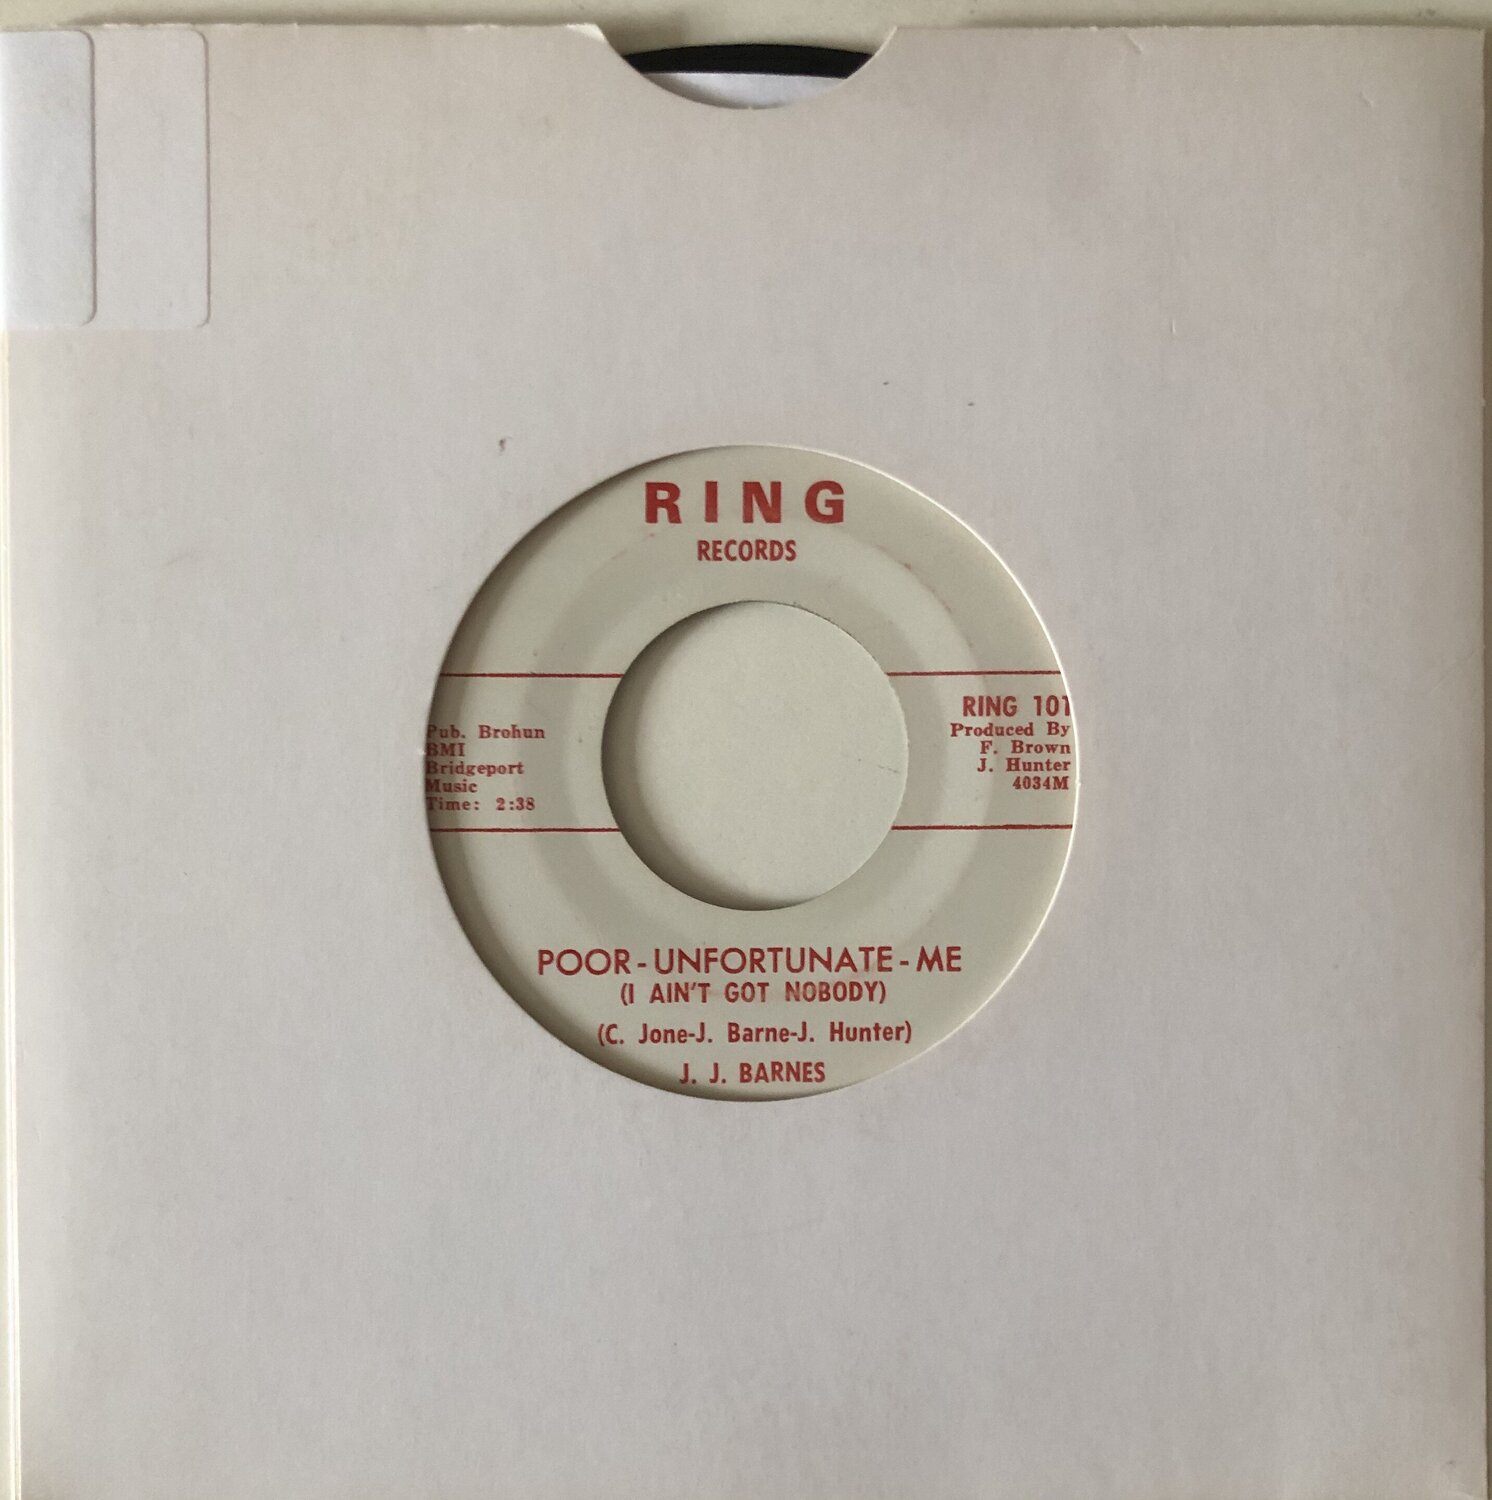 RING
RECORDS
Pub. Brohun
BMI
Bridgeport
Music
Time: 2:38
RING 101
Produced By
F. Brown
J. Hunter
4034M
POOR-UNFORTUNATE-ME
(I AIN'T GOT NOBODY)
(C. Jone-J. Barne-J. Hunter)
J. J. BARNES